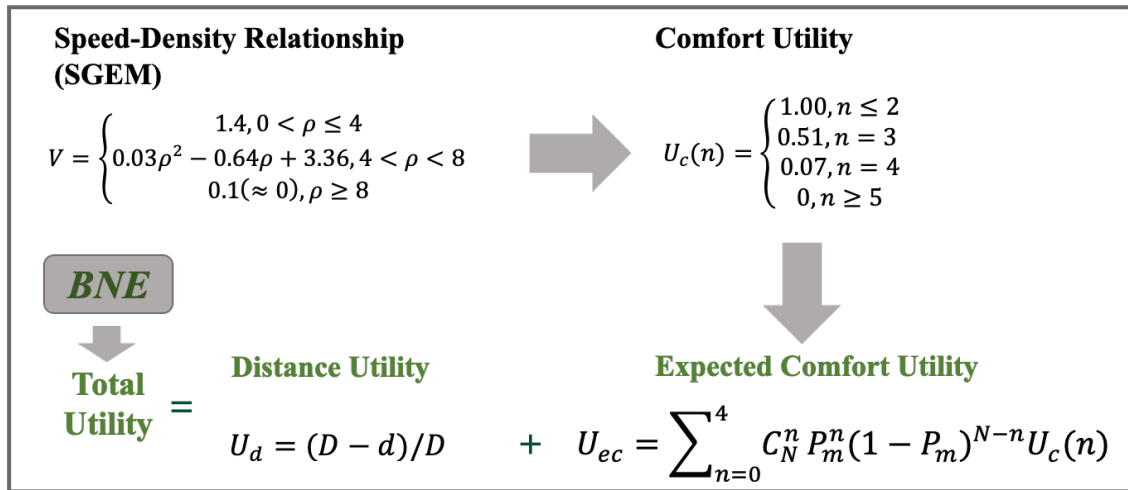 Speed-Density Relationship
(SGEM)
Comfort Utility
V = { 1.4, 0 < ρ ≤ 4
0.03ρ² − 0.64ρ + 3.36, 4 < ρ < 8
0.1(≈ 0), ρ ≥ 8
U_c(n) = { 1.00, n ≤ 2
0.51, n = 3
0.07, n = 4
0, n ≥ 5
BNE
Total
Utility
=
Distance Utility
U_d = (D − d)/D
+
Expected Comfort Utility
U_ec = ∑_{n=0}^{4} C_N^n P_m^n (1 − P_m)^{N−n} U_c(n)